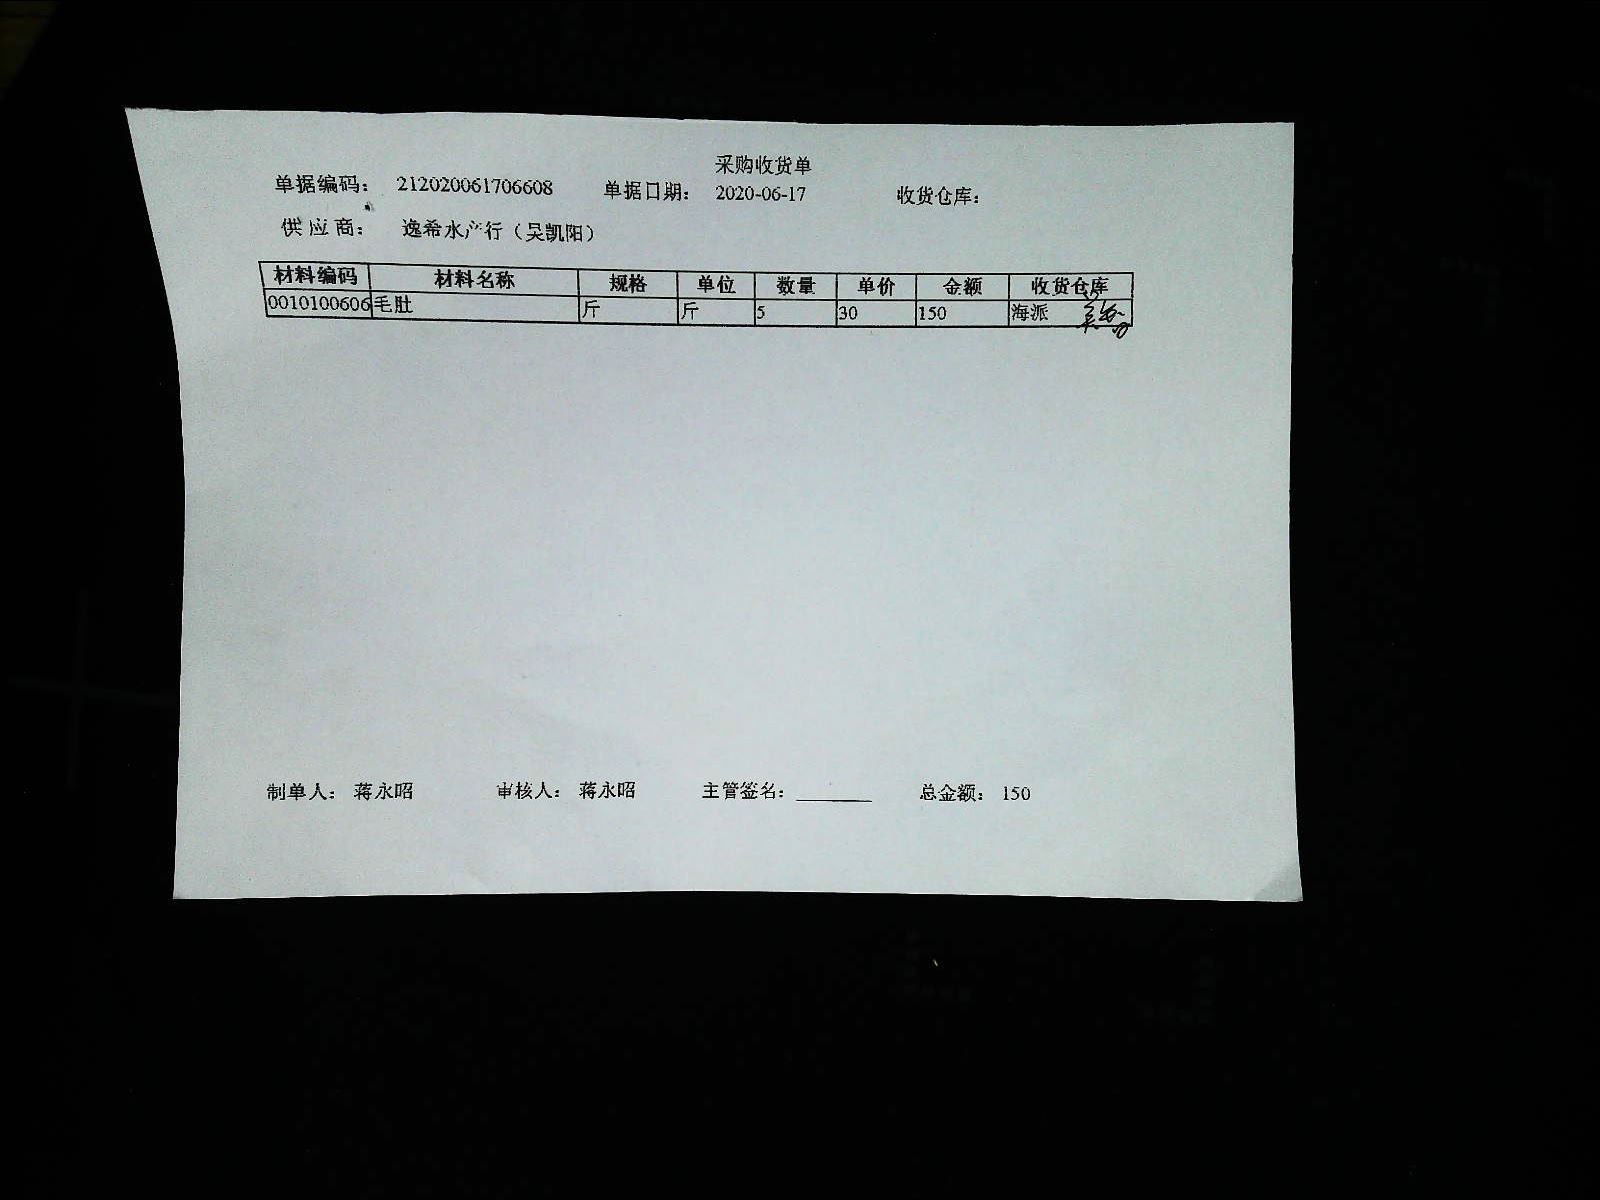 采购收货单
单据编码: 212020061706608 单据日期: 2020-06-17 收货仓库:
供应商: 逸希水产行（吴凯阳）
材料编码 材料名称 规格 单位 数量 单价 金额 收货仓库
0010100606 毛肚 斤 斤 5 30 150 海派
制单人: 蒋永昭 审核人: 蒋永昭 主管签名: 总金额: 150